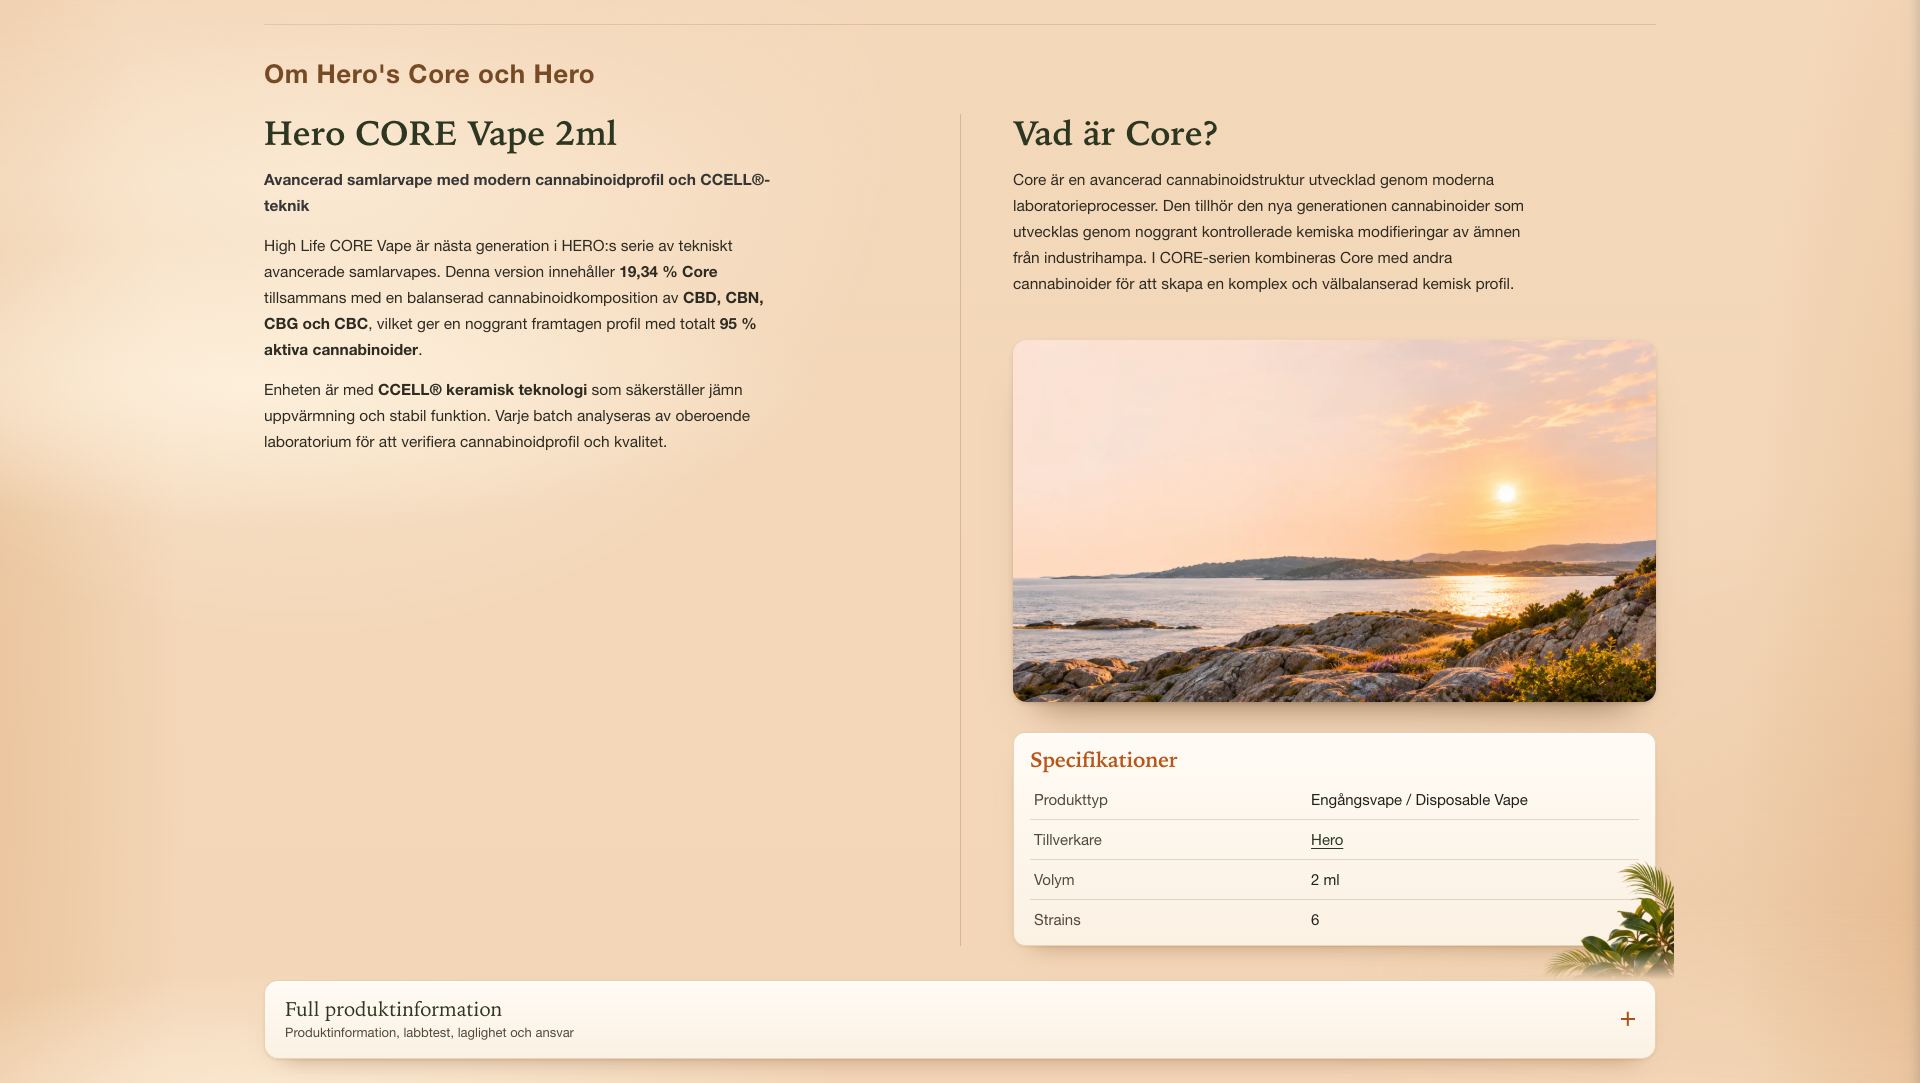 Om Hero's Core och Hero
Hero CORE Vape 2ml
Avancerad samlarvape med modern cannabinoidprofil och CCELL®-
teknik
High Life CORE Vape är nästa generation i HERO:s serie av tekniskt
avancerade samlarvapes. Denna version innehåller 19,34 % Core
tillsammans med en balanserad cannabinoidkomposition av CBD, CBN,
CBG och CBC, vilket ger en noggrant framtagen profil med totalt 95 %
aktiva cannabinoider.
Enheten är med CCELL® keramisk teknologi som säkerställer jämn
uppvärmning och stabil funktion. Varje batch analyseras av oberoende
laboratorium för att verifiera cannabinoidprofil och kvalitet.
Vad är Core?
Core är en avancerad cannabinoidstruktur utvecklad genom moderna
laboratorieprocesser. Den tillhör den nya generationen cannabinoider som
utvecklas genom noggrant kontrollerade kemiska modifieringar av ämnen
från industrihampa. I CORE-serien kombineras Core med andra
cannabinoider för att skapa en komplex och välbalanserad kemisk profil.
Specifikationer
Produkttyp Engångsvape / Disposable Vape
Tillverkare Hero
Volym 2 ml
Strains 6
Full produktinformation
Produktinformation, labbtest, laglighet och ansvar